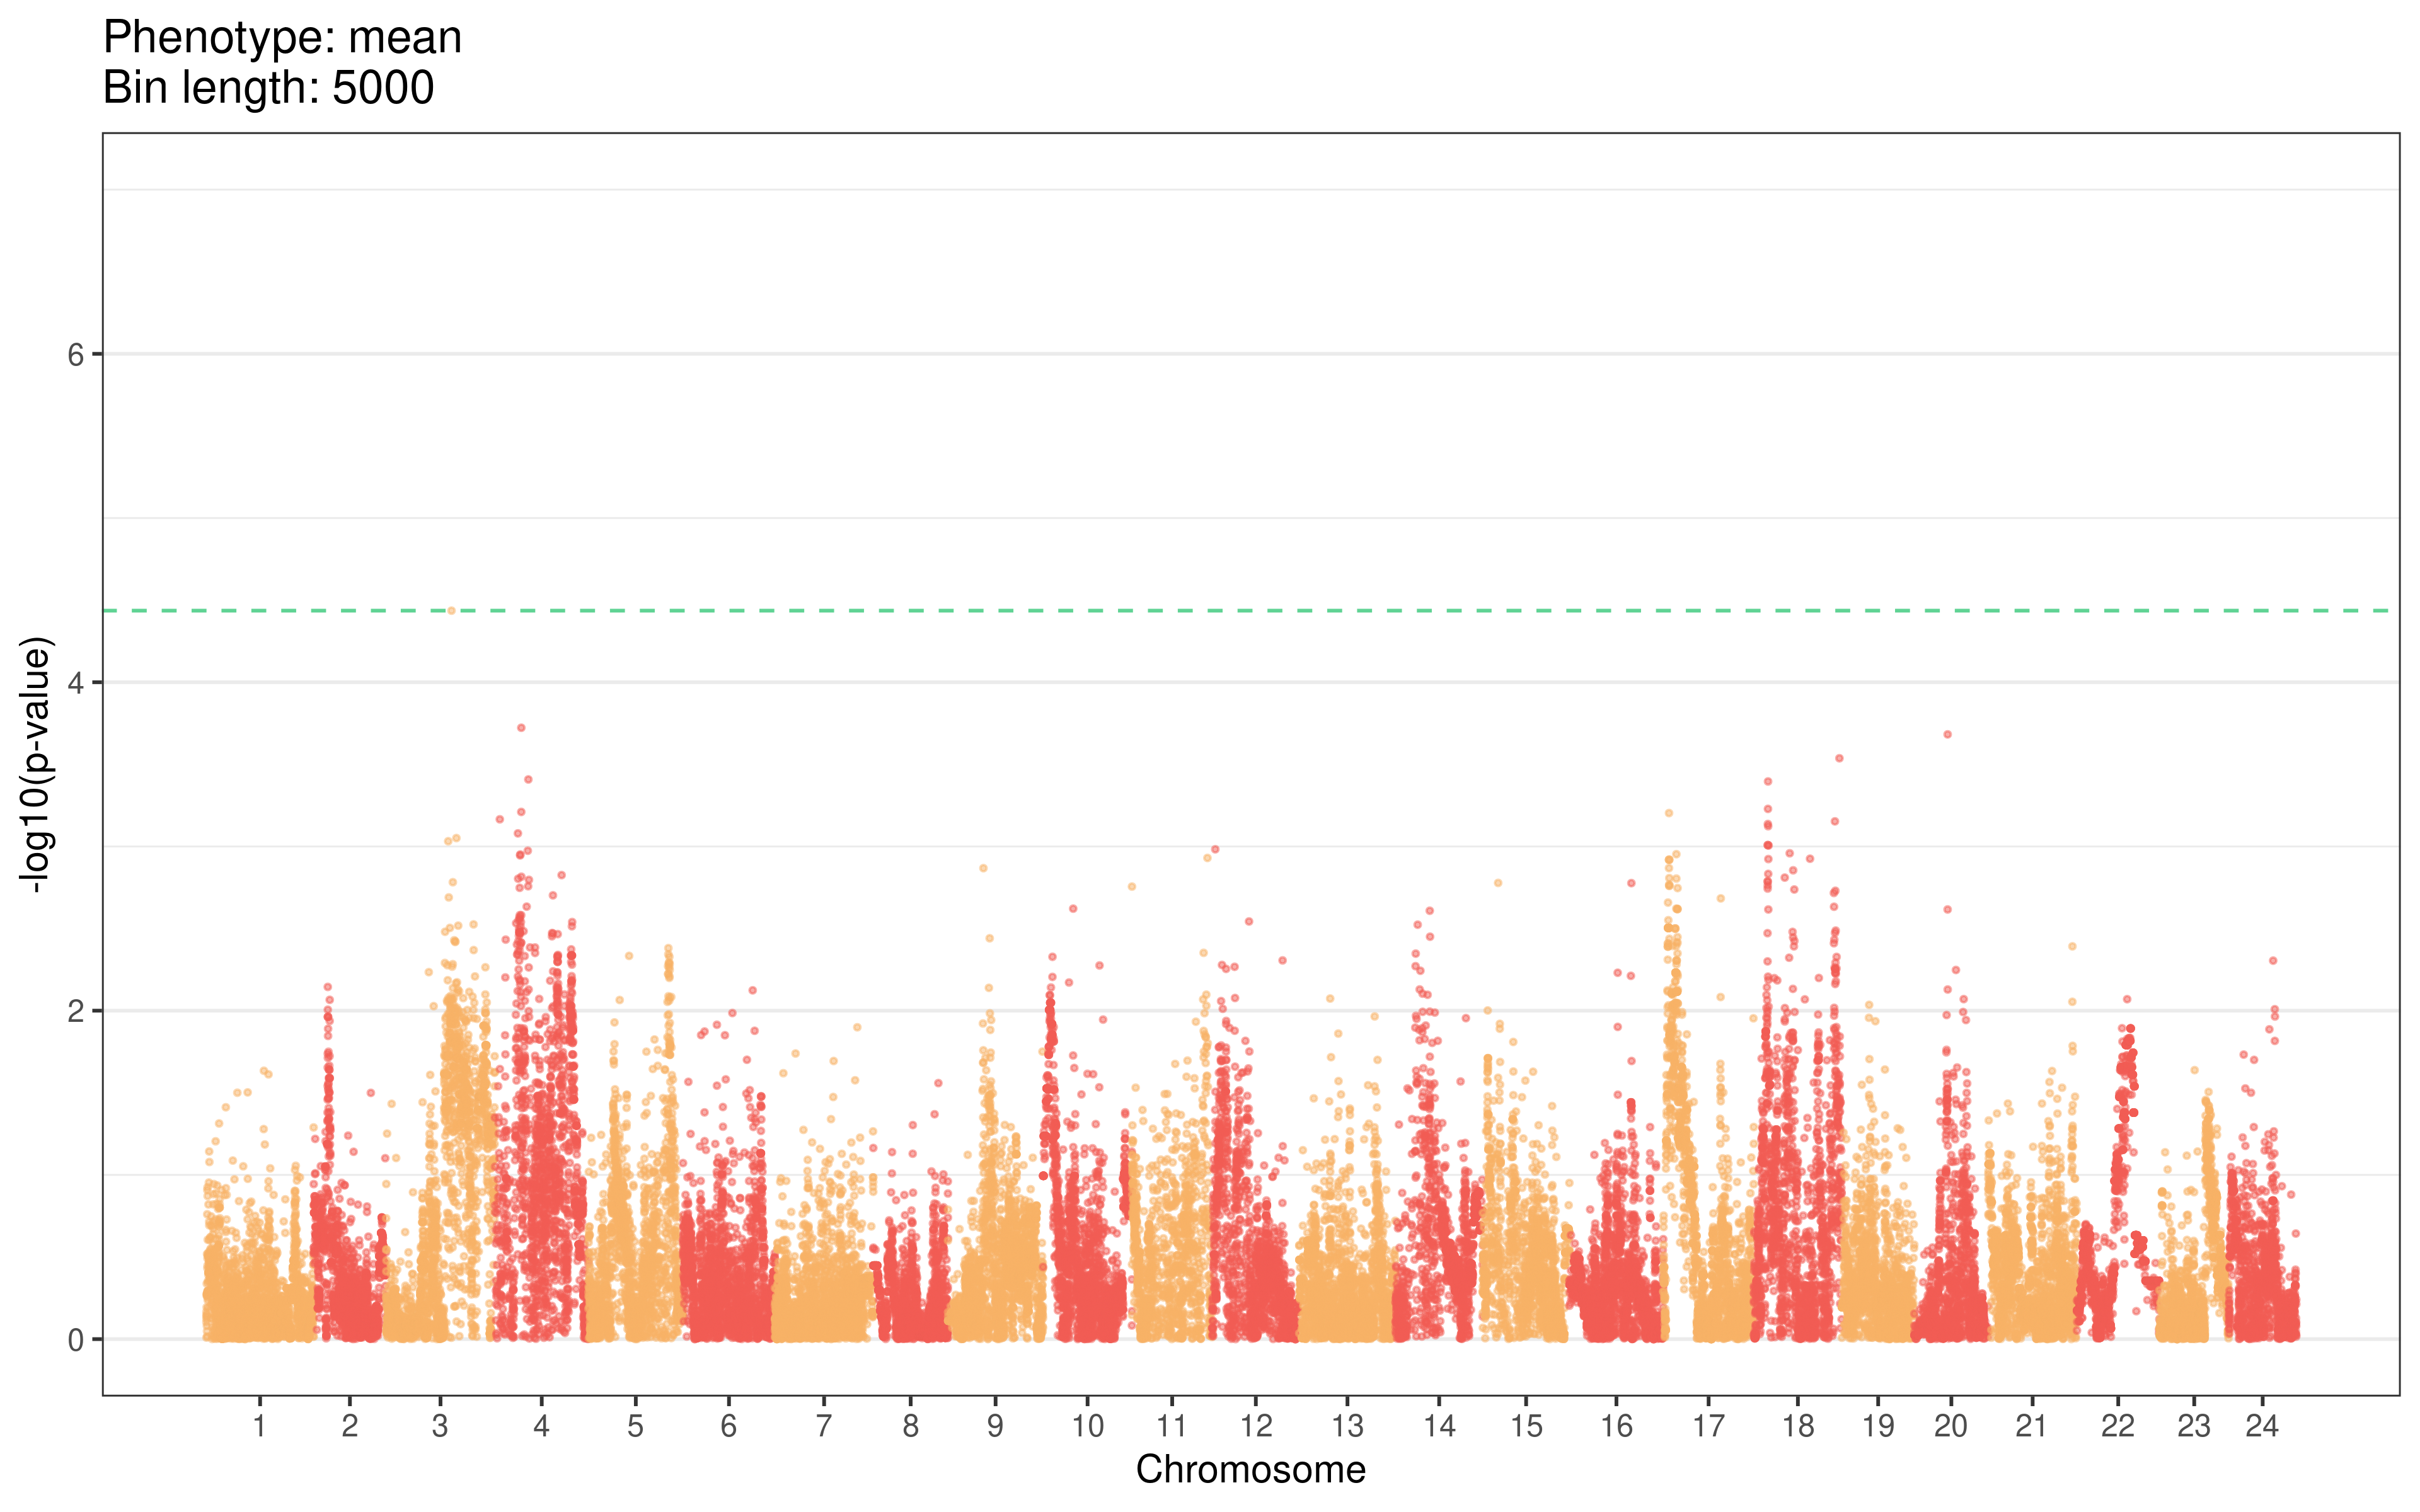 Phenotype: mean
Bin length: 5000
6
4
2
0
-log10(p-value)
1 2 3 4 5 6 7 8 9 10 11 12 13 14 15 16 17 18 19 20 21 22 23 24
Chromosome